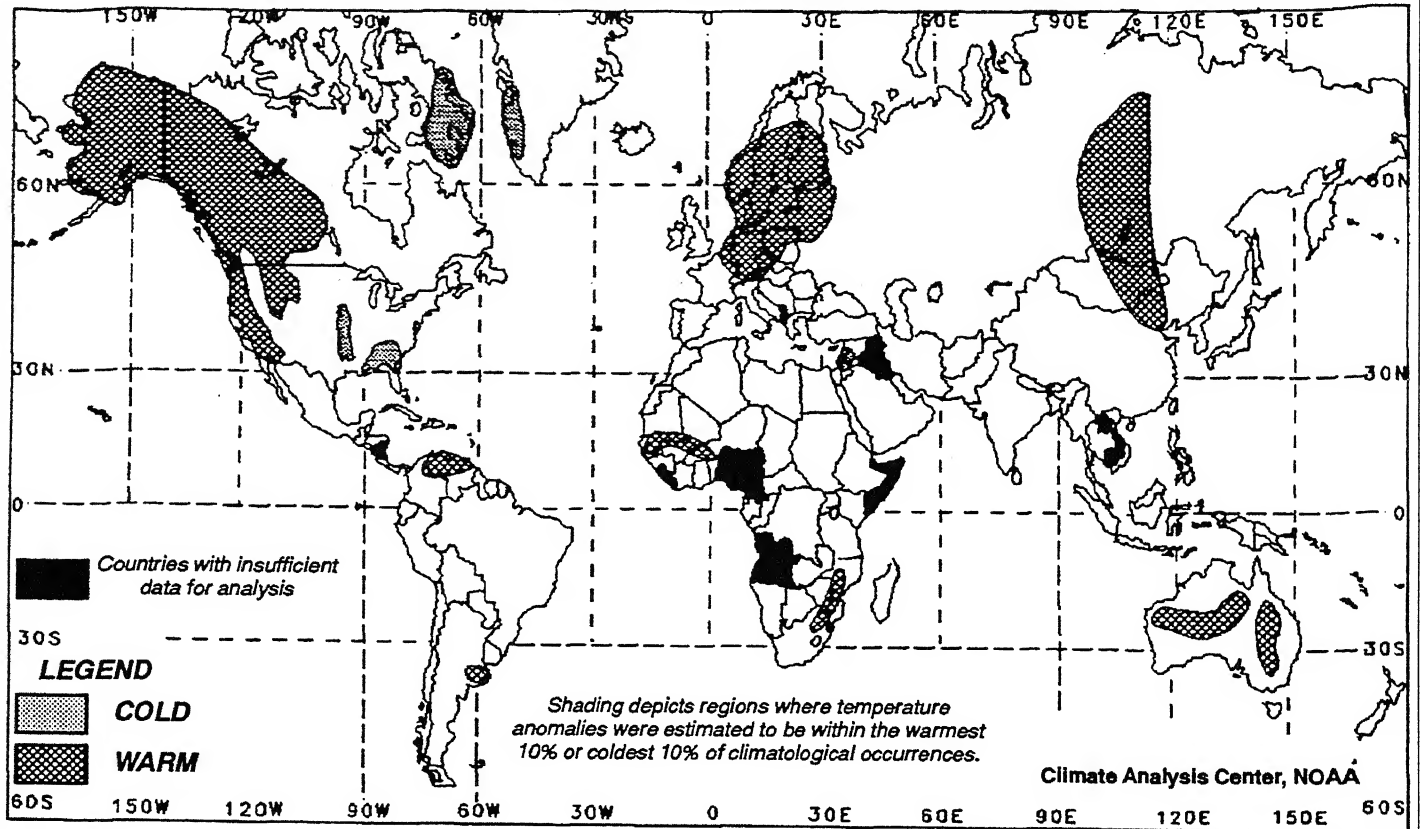 150W 120W 90W 60W 30W 0 30E 60E 90E 120E 150E
60N 60N
30N 30N
0 0
Countries with insufficient
data for analysis
30S 30S
LEGEND
COLD
WARM
Shading depicts regions where temperature
anomalies were estimated to be within the warmest
10% or coldest 10% of climatological occurrences.
Climate Analysis Center, NOAA
60S 150W 120W 90W 60W 30W 0 30E 60E 90E 120E 150E 60S